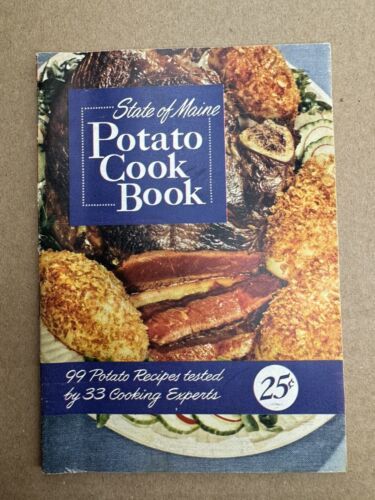 State of Maine
Potato
Cook
Book
99 Potato Recipes tested
by 33 Cooking Experts
25¢